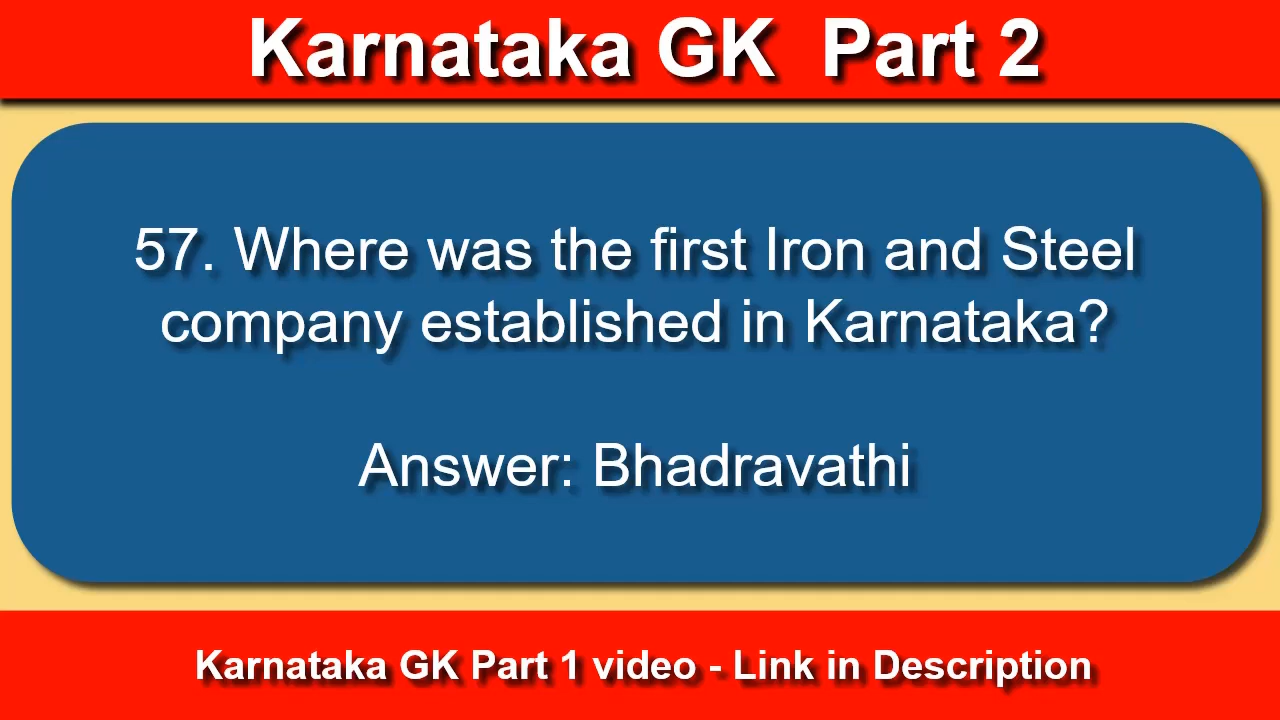 Karnataka GK Part 2
57. Where was the first Iron and Steel
company established in Karnataka?
Answer: Bhadravathi
Karnataka GK Part 1 video - Link in Description